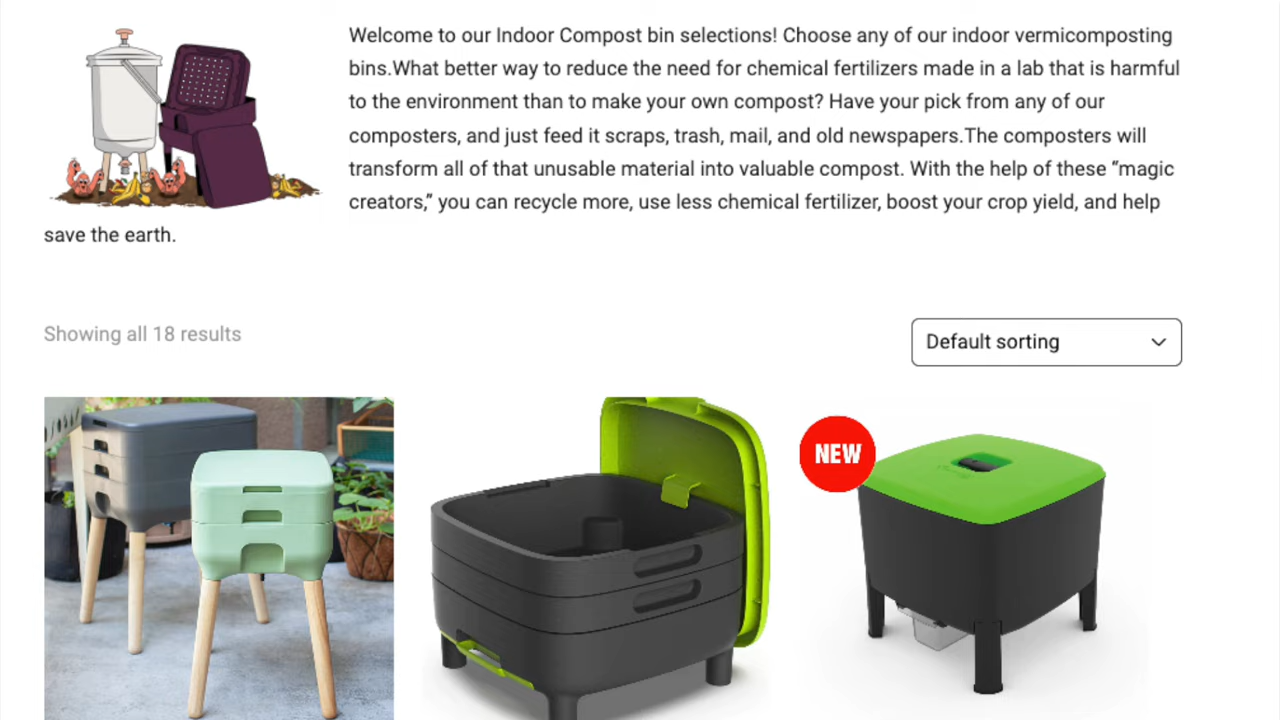 Welcome to our Indoor Compost bin selections! Choose any of our indoor vermicomposting
bins.What better way to reduce the need for chemical fertilizers made in a lab that is harmful
to the environment than to make your own compost? Have your pick from any of our
composters, and just feed it scraps, trash, mail, and old newspapers.The composters will
transform all of that unusable material into valuable compost. With the help of these “magic
creators,” you can recycle more, use less chemical fertilizer, boost your crop yield, and help
save the earth.
Showing all 18 results
Default sorting
NEW